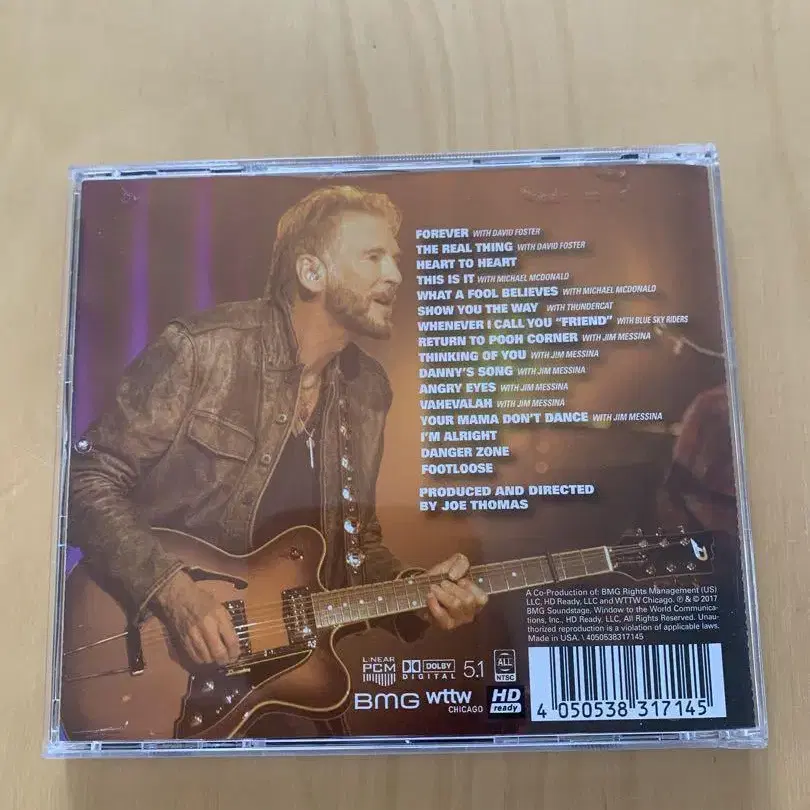 FOREVER WITH DAVID FOSTER
THE REAL THING WITH DAVID FOSTER
HEART TO HEART
THIS IS IT WITH MICHAEL MCDONALD
WHAT A FOOL BELIEVES WITH MICHAEL MCDONALD
SHOW YOU THE WAY WITH THUNDERCAT
WHENEVER I CALL YOU "FRIEND" WITH BLUE SKY RIDERS
RETURN TO POOH CORNER WITH JIM MESSINA
THINKING OF YOU WITH JIM MESSINA
DANNY'S SONG WITH JIM MESSINA
ANGRY EYES WITH JIM MESSINA
VAHEVALAH WITH JIM MESSINA
YOUR MAMA DON'T DANCE WITH JIM MESSINA
I'M ALRIGHT
DANGER ZONE
FOOTLOOSE
PRODUCED AND DIRECTED
BY JOE THOMAS
A Co-Production of: BMG Rights Management (US)
LLC, HD Ready, LLC and WTTW Chicago. ℗ & © 2017
BMG Soundstage, Window to the World Communica-
tions, Inc., HD Ready, LLC, All Rights Reserved. Unau-
thorized reproduction is a violation of applicable laws.
Made in USA. \ 4050538317145
LINEAR
PCM
DOLBY
DIGITAL
5.1
ALL
NTSC
BMG
wttw
CHICAGO
HD
ready
4 050538 317145